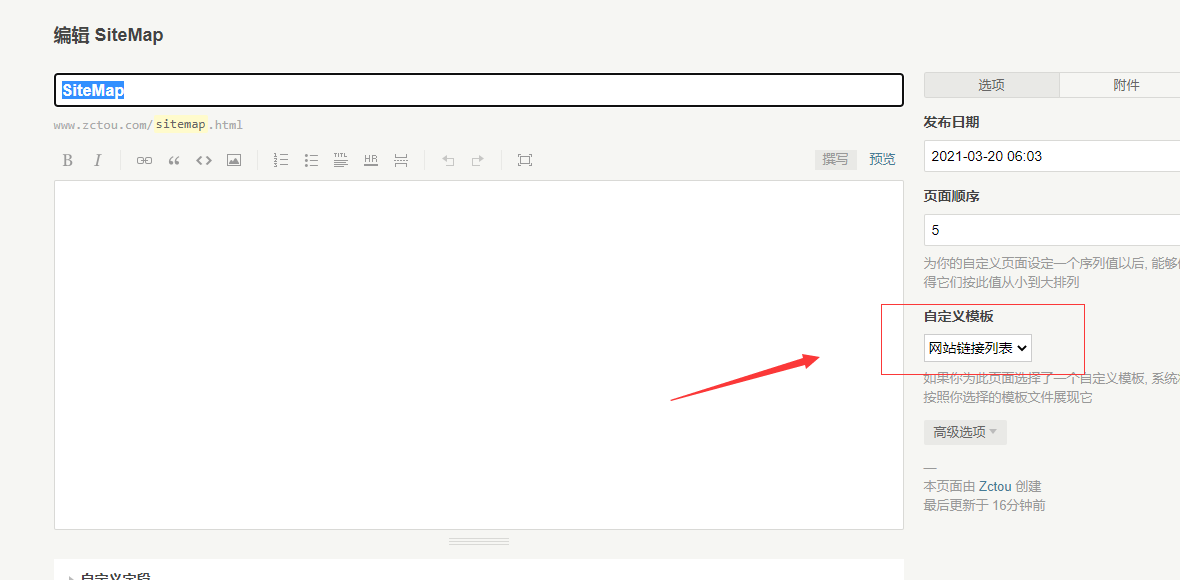 编辑 SiteMap
SiteMap
www.zctou.com/sitemap.html
B I HR 撰写 预览
选项 附件
发布日期
2021-03-20 06:03
页面顺序
5
为你的自定义页面设定一个序列值以后, 能够
得它们按此值从小到大排列
自定义模板
网站链接列表
如果你为此页面选择了一个自定义模板, 系统
按照你选择的模板文件展现它
高级选项
—
本页面由 Zctou 创建
最后更新于 16分钟前
自定义字段